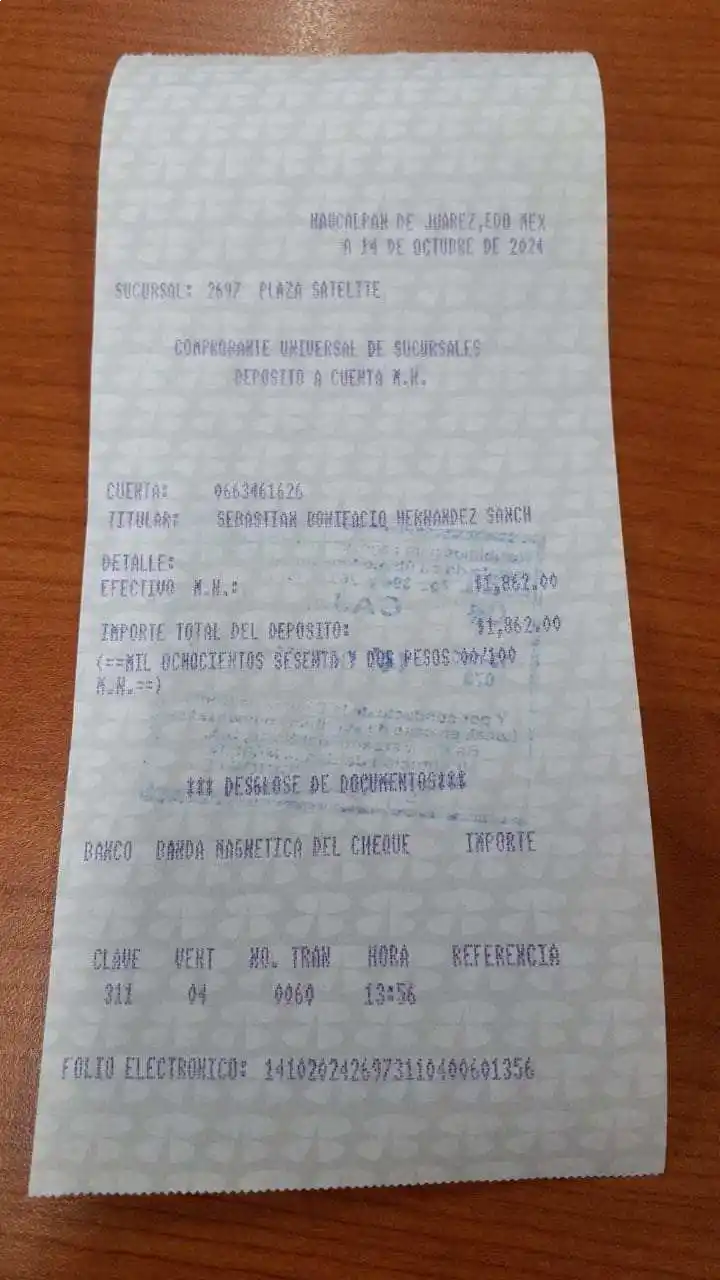 NAUCALPAN DE JUAREZ,EDO MEX
A 14 DE OCTUBRE DE 2024
SUCURSAL: 2697 PLAZA SATELITE
COMPROBANTE UNIVERSAL DE SUCURSALES
DEPOSITO A CUENTA M.N.
CUENTA: 0663461626
TITULAR: SEBASTIAN BONIFACIO HERNANDEZ SANCH
DETALLE:
EFECTIVO M.N.: $1,862.00
IMPORTE TOTAL DEL DEPOSITO: $1,862.00
(==MIL OCHOCIENTOS SESENTA Y DOS PESOS 00/100
M.N.==)
*** DESGLOSE DE DOCUMENTOS***
BANCO BANDA MAGNETICA DEL CHEQUE IMPORTE
CLAVE VENT NO. TRAN HORA REFERENCIA
311 04 0060 13:56
FOLIO ELECTRONICO: 1410202426973110400601356